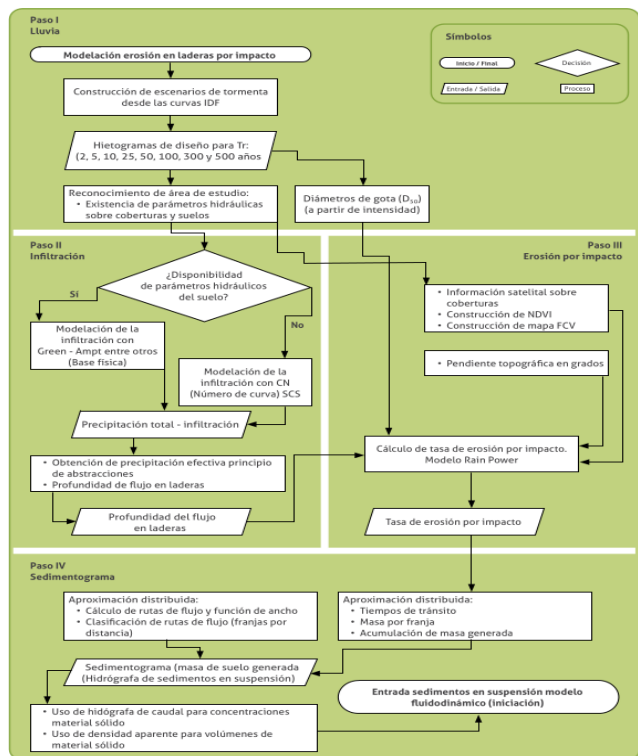 Paso I
Lluvia
Modelación erosión en laderas por impacto
Símbolos
Inicio / Final
Decisión
Entrada / Salida
Proceso
Construcción de escenarios de tormenta
desde las curvas IDF
Hietogramas de diseño para Tr:
(2, 5, 10, 25, 50, 100, 300 y 500 años
Reconocimiento de área de estudio:
• Existencia de parámetros hidráulicas
sobre coberturas y suelos
Diámetros de gota (D₅₀)
(a partir de intensidad)
Paso II
Infiltración
¿Disponibilidad
de parámetros hidráulicos
del suelo?
Sí
No
Modelación de la
infiltración con
Green - Ampt entre otros
(Base física)
Modelación de la
infiltración con CN
(Número de curva) SCS
Precipitación total - infiltración
• Obtención de precipitación efectiva principio
de abstracciones
• Profundidad de flujo en laderas
Profundidad del flujo
en laderas
Paso III
Erosión por impacto
• Información satelital sobre
coberturas
• Construcción de NDVI
• Construcción de mapa FCV
• Pendiente topográfica en grados
Cálculo de tasa de erosión por impacto.
Modelo Rain Power
Tasa de erosión por impacto
Paso IV
Sedimentograma
Aproximación distribuida:
• Cálculo de rutas de flujo y función de ancho
• Clasificación de rutas de flujo (franjas por
distancia)
Aproximación distribuida:
• Tiempos de tránsito
• Masa por franja
• Acumulación de masa generada
Sedimentograma (masa de suelo generada
(Hidrógrafa de sedimentos en suspensión)
• Uso de hidógrafa de caudal para concentraciones
material sólido
• Uso de densidad aparente para volúmenes de
material sólido
Entrada sedimentos en suspensión modelo
fluidodinámico (iniciación)